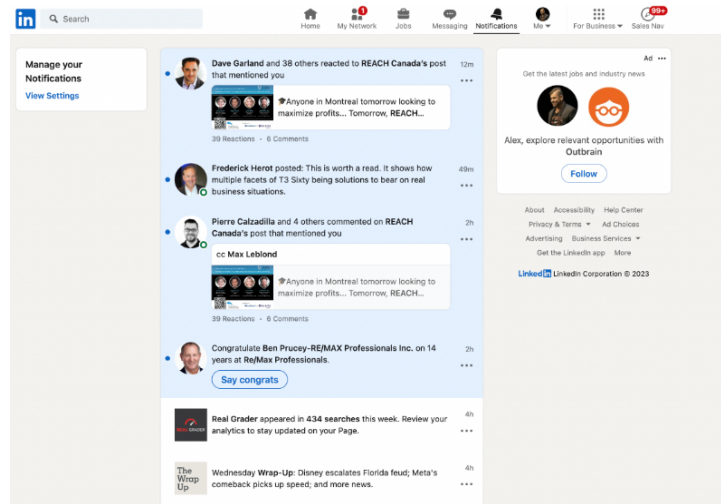 in
Search
Home
1
My Network
Jobs
Messaging
Notifications
Me
For Business
99+
Sales Nav
Manage your
Notifications
View Settings
Dave Garland and 38 others reacted to REACH Canada's post
that mentioned you
12m
🎓Anyone in Montreal tomorrow looking to
maximize profits... Tomorrow, REACH...
39 Reactions • 6 Comments
Frederick Herot posted: This is worth a read. It shows how
multiple facets of T3 Sixty being solutions to bear on real
business situations.
49m
Pierre Calzadilla and 4 others commented on REACH
Canada's post that mentioned you
2h
cc Max Leblond
🎓Anyone in Montreal tomorrow looking to
maximize profits... Tomorrow, REACH...
39 Reactions • 6 Comments
Congratulate Ben Prucey-RE/MAX Professionals Inc. on 14
years at Re/Max Professionals.
2h
Say congrats
REAL GRADER
Real Grader appeared in 434 searches this week. Review your
analytics to stay updated on your Page.
4h
The
Wrap
Up
Wednesday Wrap-Up: Disney escalates Florida feud; Meta's
comeback picks up speed; and more news.
4h
Ad
Get the latest jobs and industry news
Alex, explore relevant opportunities with
Outbrain
Follow
About Accessibility Help Center
Privacy & Terms Ad Choices
Advertising Business Services
Get the LinkedIn app More
Linked in LinkedIn Corporation © 2023